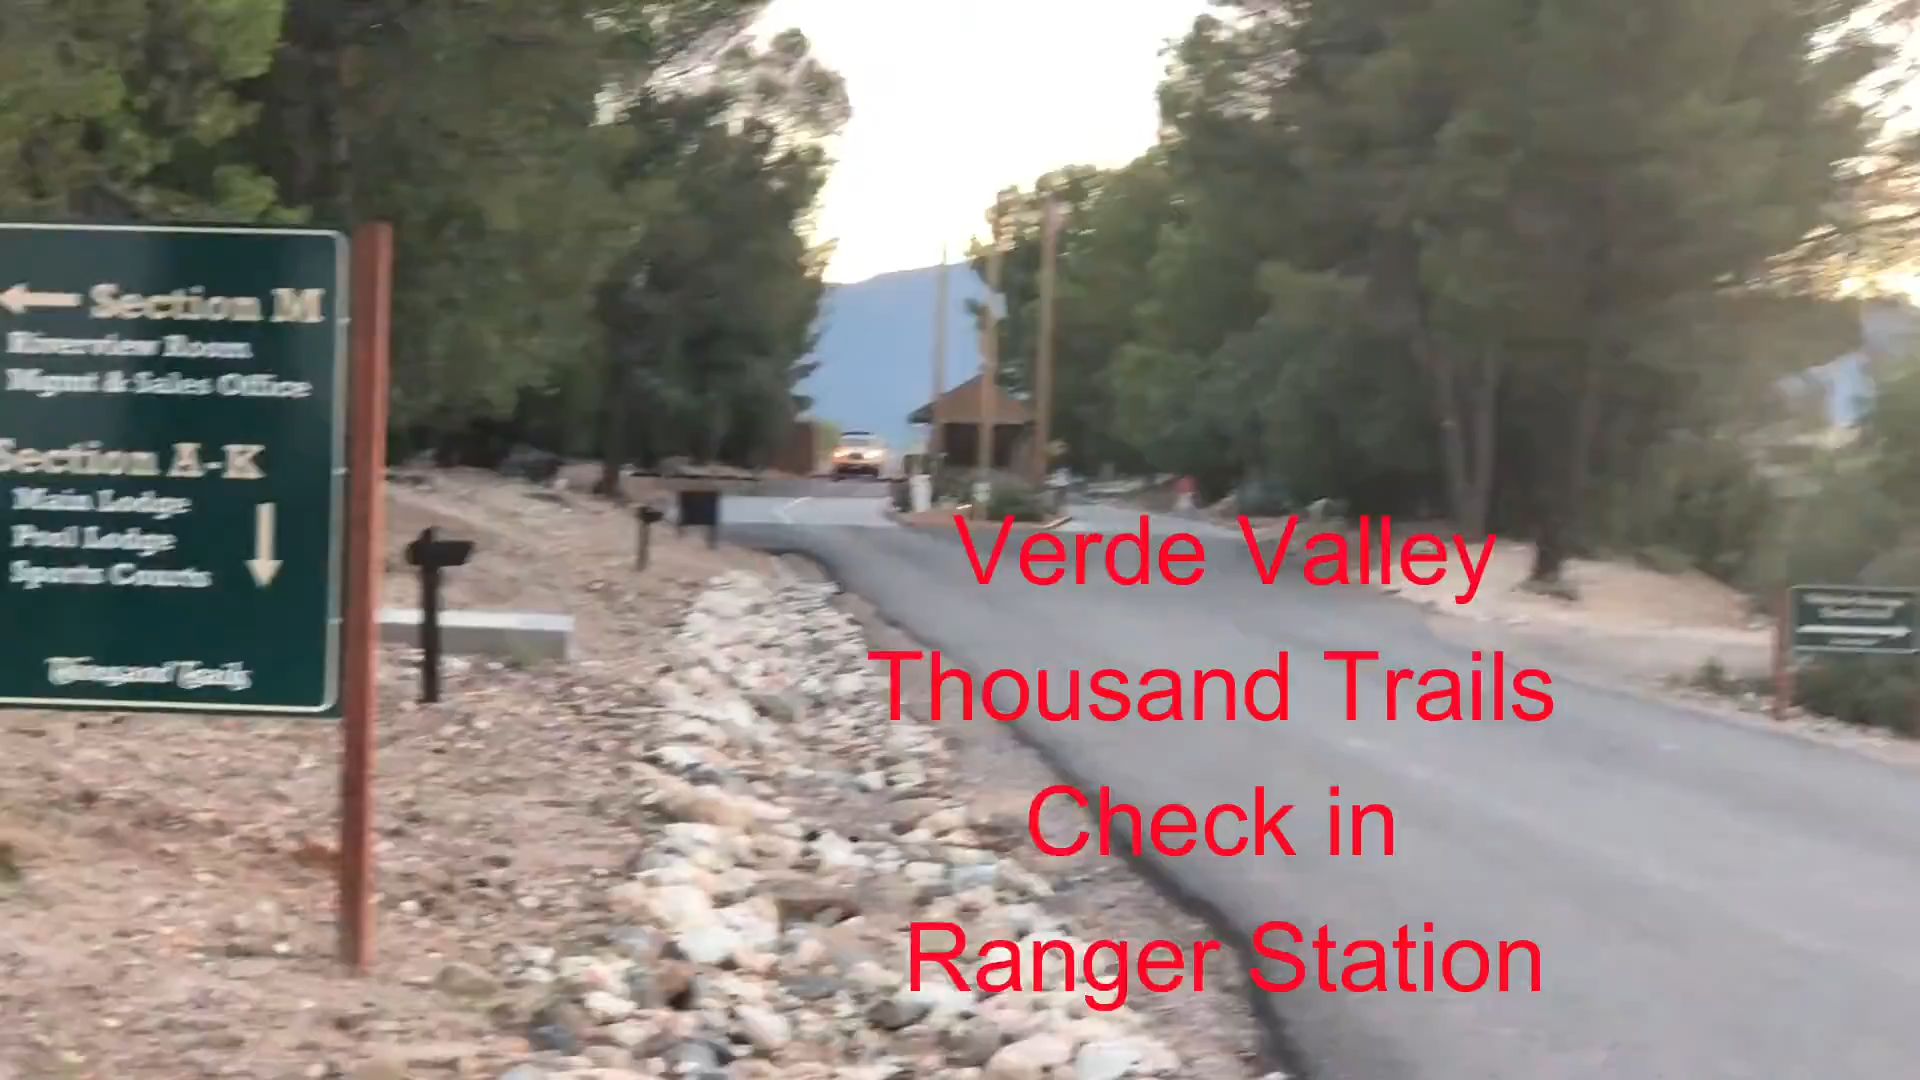 Section M
Riverview Room
Mgmt & Sales Office
Section A-K
Main Lodge
Pool Lodge
Sports Courts
Thousand Trails
Verde Valley
Thousand Trails
Check in
Ranger Station